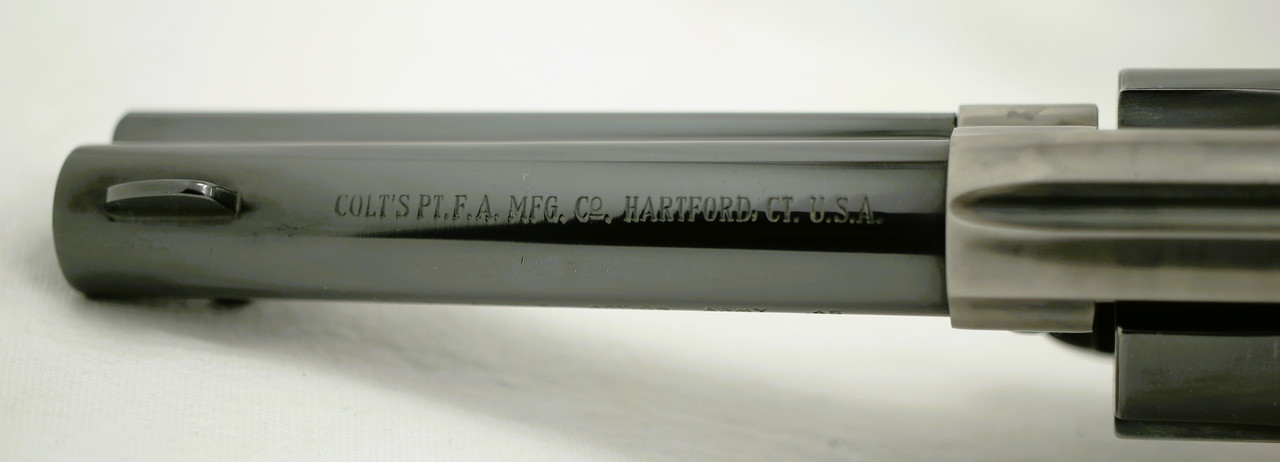 COLT'S PT. F. A. MFG. Co. HARTFORD, CT. U.S.A.